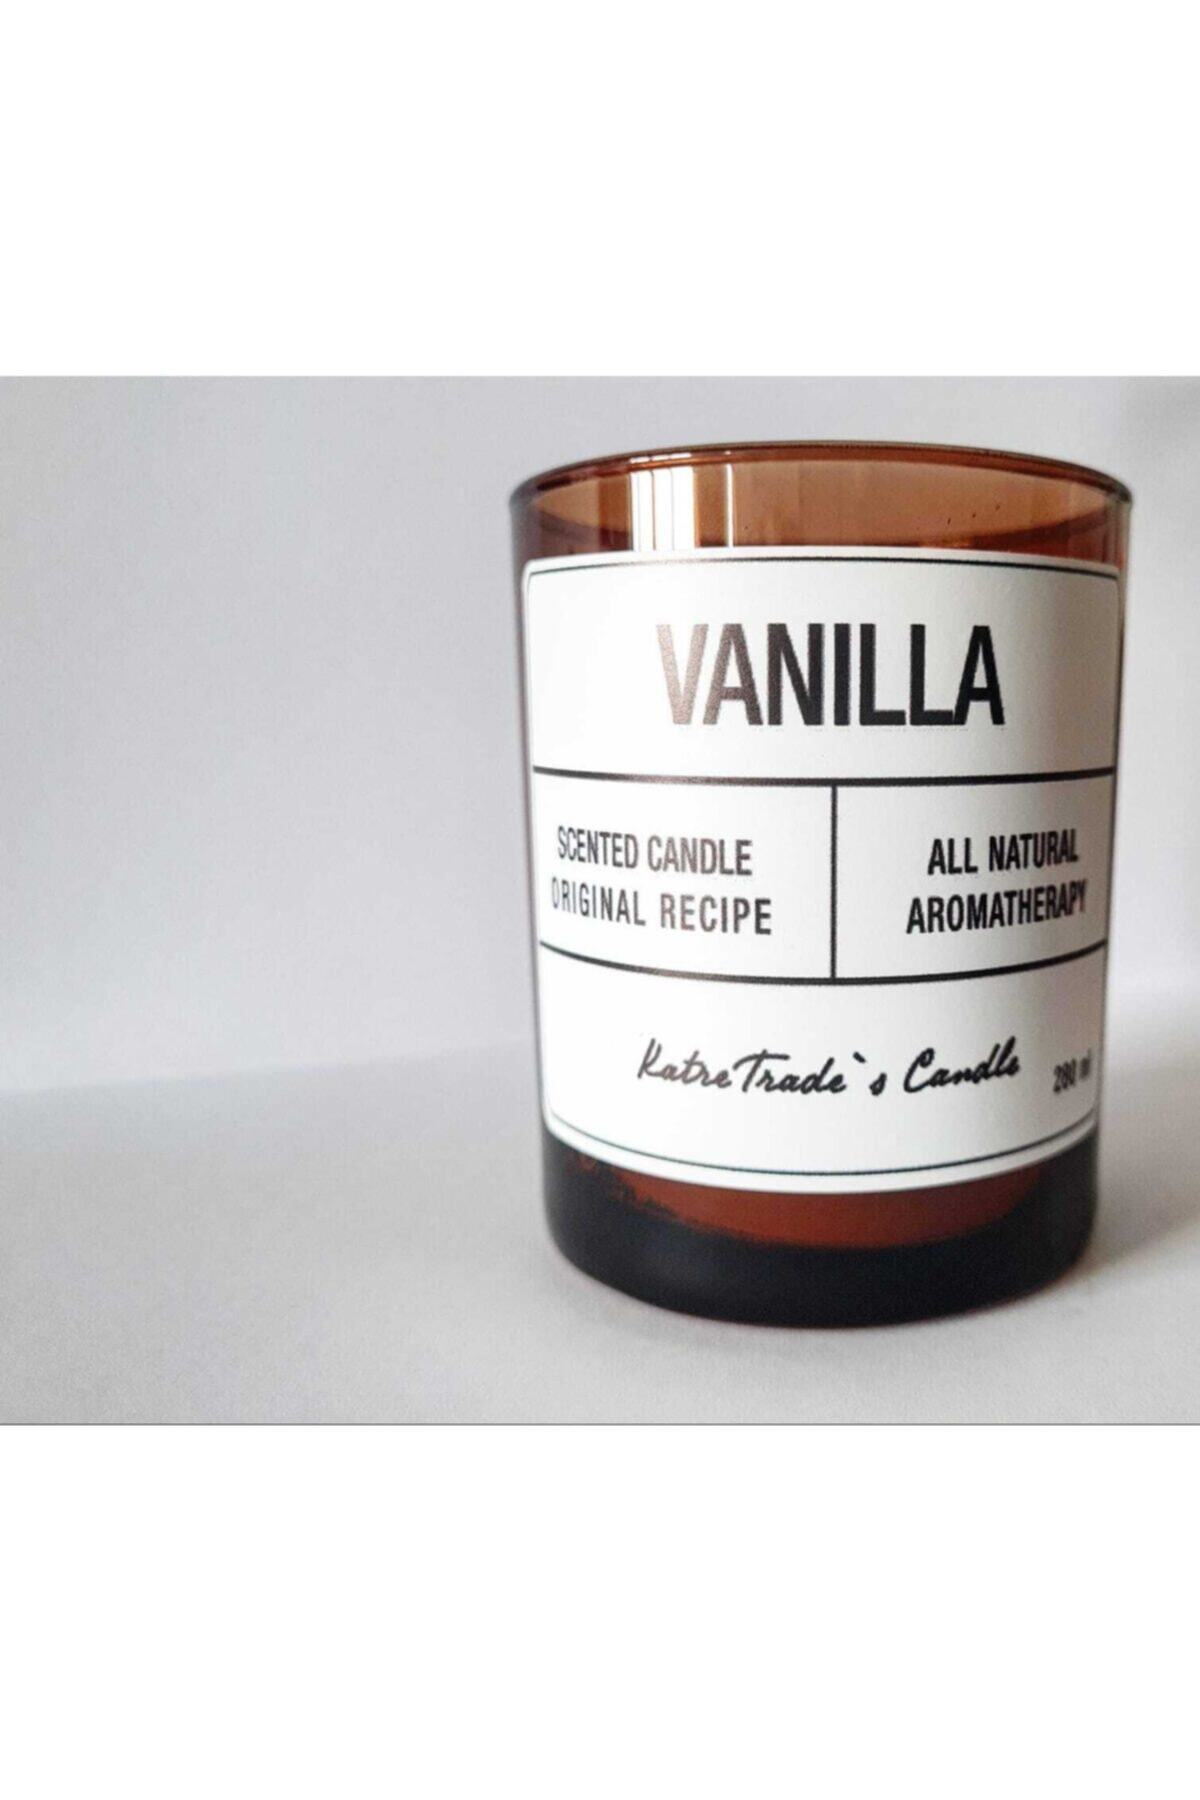 VANILLA
SCENTED CANDLE
ORIGINAL RECIPE
ALL NATURAL
AROMATHERAPY
KatreTrade`s Candle
280 ml